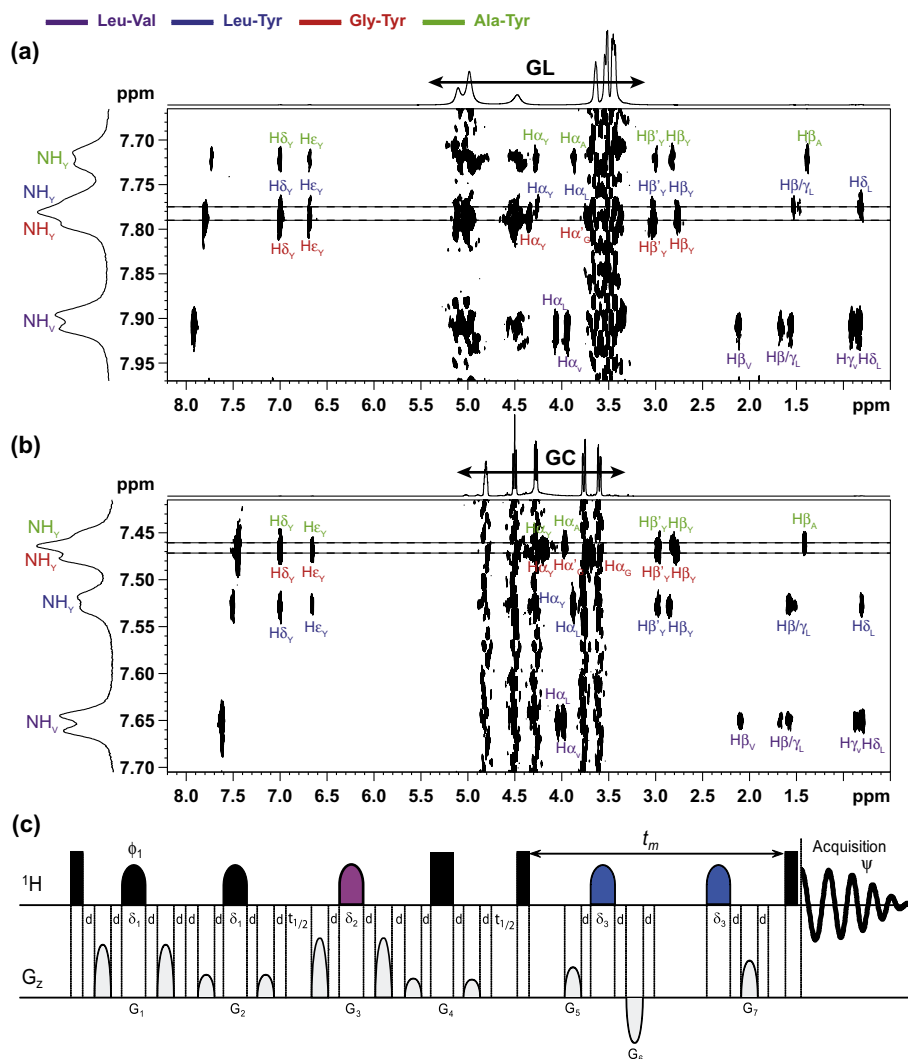 Leu-Val Leu-Tyr Gly-Tyr Ala-Tyr
(a)
GL
ppm
7.70
7.75
7.80
7.85
7.90
7.95
NHY
NHY
NHY
NHV
HδY HεY HαY HαA Hβ'Y HβY HβA
HδY HεY HαY HαL Hβ'Y HβY Hβ/γL HδL
HδY HεY HαY Hα'G Hβ'Y HβY
HαL
HαV HβV Hβ/γL HγVHδL
8.0 7.5 7.0 6.5 6.0 5.5 5.0 4.5 4.0 3.5 3.0 2.5 2.0 1.5 ppm
(b)
GC
ppm
7.45
7.50
7.55
7.60
7.65
7.70
NHY
NHY
NHY
NHV
HδY HεY HαY HαA Hβ'Y HβY HβA
HδY HεY HαY Hα'G HαG Hβ'Y HβY
HδY HεY HαY HαL Hβ'Y HβY Hβ/γL HδL
HαL
HαV HβV Hβ/γL HγVHδL
8.0 7.5 7.0 6.5 6.0 5.5 5.0 4.5 4.0 3.5 3.0 2.5 2.0 1.5 ppm
(c)
ϕ1 tm Acquisition
ψ
1H
d d δ1 d d d d δ1 d d t1/2 d δ2 d d d d d t1/2 d δ3 d d δ3 d d
GZ
G1 G2 G3 G4 G5 G7
G6